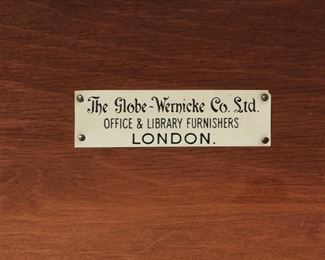 The Globe-Wernicke Co. Ltd.
OFFICE & LIBRARY FURNISHERS
LONDON.